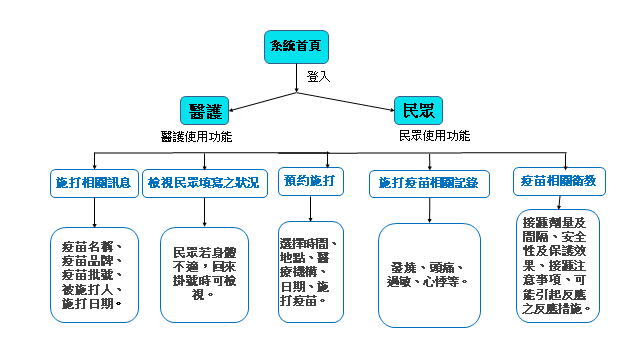 系統首頁
登入
醫護
民眾
醫護使用功能
民眾使用功能
施打相關訊息
檢視民眾填寫之狀況
預約施打
施打疫苗相關記錄
疫苗相關衛教
疫苗名稱、
疫苗品牌、
疫苗批號、
被施打人、
施打日期。
民眾若身體
不適，回來
掛號時可檢
視。
選擇時間、
地點、醫
療機構、
日期、施
打疫苗。
發燒、頭痛、
過敏、心悸等。
接踵劑量及
間隔、安全
性及保護效
果、接踵注
意事項、可
能引起反應
之反應措施。